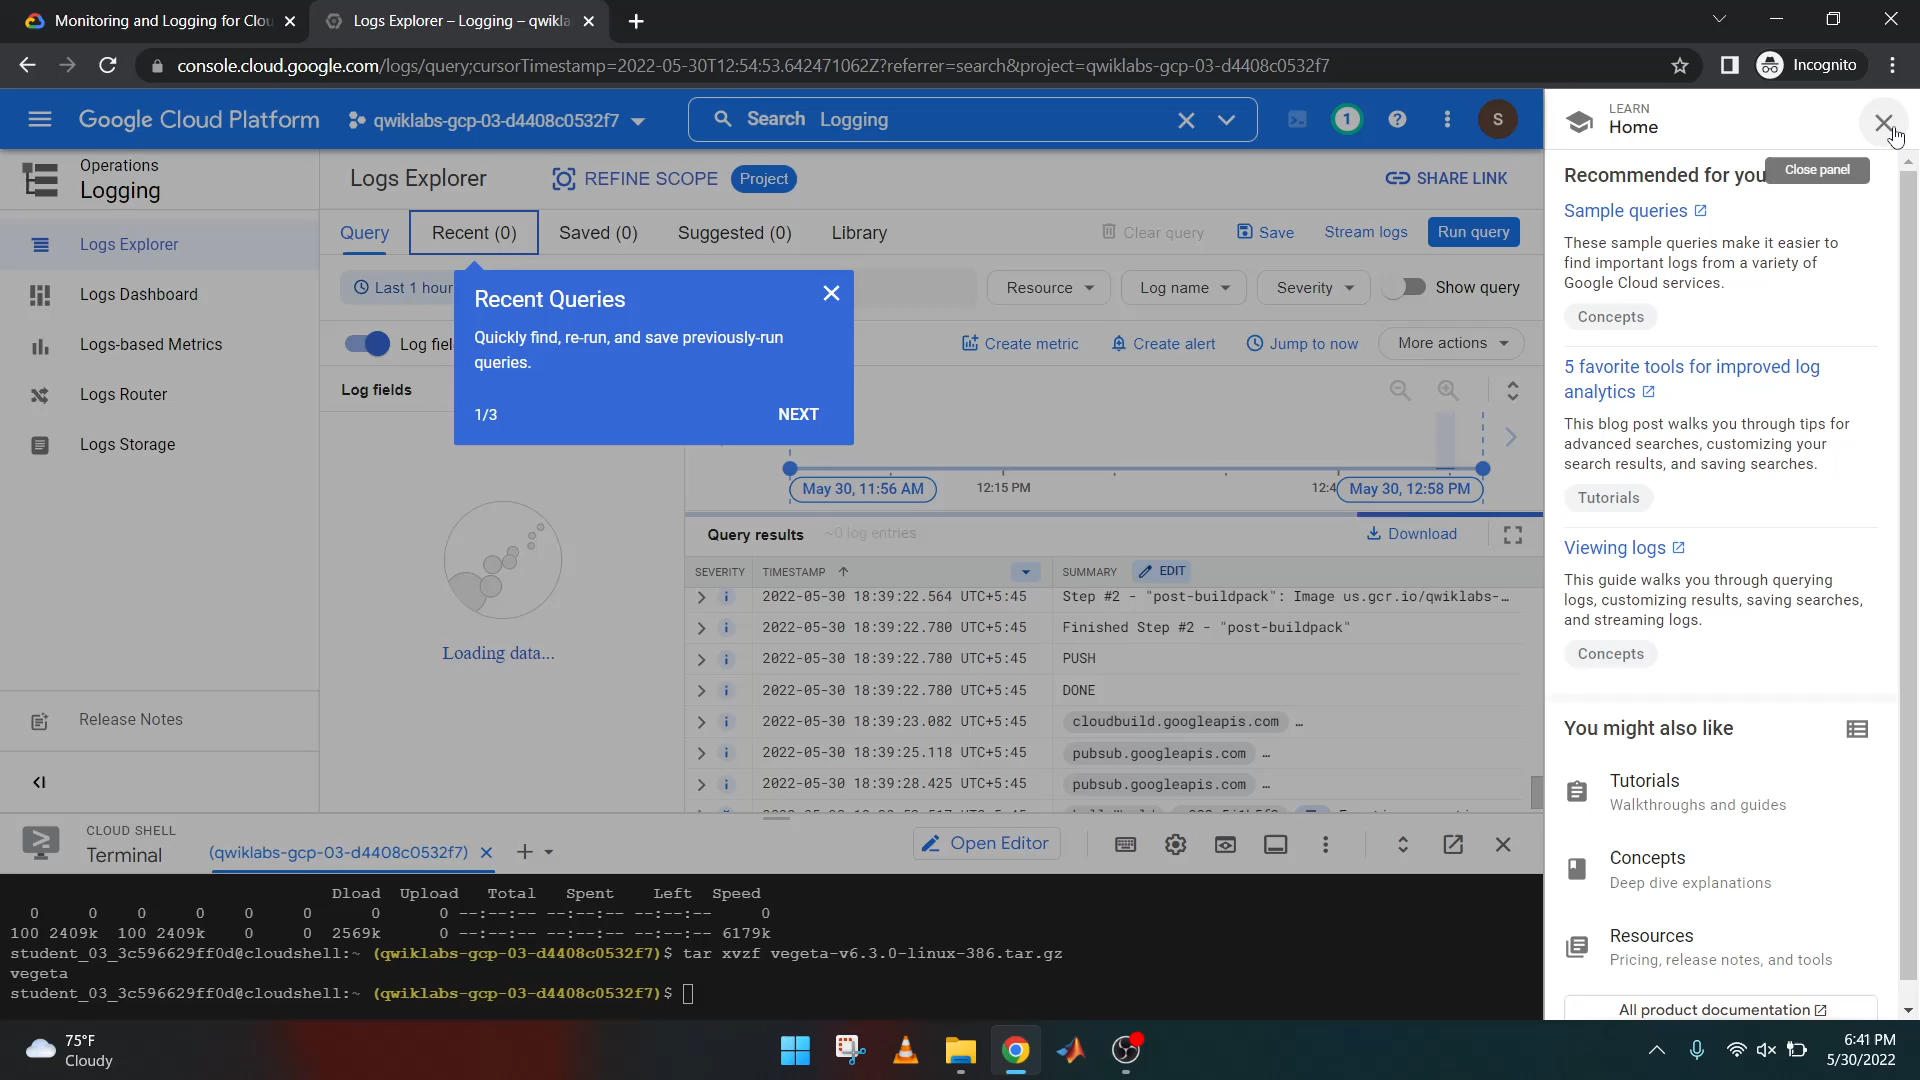 Monitoring and Logging for Clou
Logs Explorer – Logging – qwikla
console.cloud.google.com/logs/query;cursorTimestamp=2022-05-30T12:54:53.642471062Z?referrer=search&project=qwiklabs-gcp-03-d4408c0532f7
Incognito
Google Cloud Platform
qwiklabs-gcp-03-d4408c0532f7
Search Logging
1
S
LEARN
Home
Close panel
Operations
Logging
Logs Explorer
Logs Dashboard
Logs-based Metrics
Logs Router
Logs Storage
Release Notes
Logs Explorer
REFINE SCOPE
Project
SHARE LINK
Query
Recent (0)
Saved (0)
Suggested (0)
Library
Clear query
Save
Stream logs
Run query
Last 1 hour
Resource
Log name
Severity
Show query
Log fiel
Create metric
Create alert
Jump to now
More actions
Log fields
Recent Queries
Quickly find, re-run, and save previously-run
queries.
1/3
NEXT
May 30, 11:56 AM
12:15 PM
12:4
May 30, 12:58 PM
Loading data...
Query results
~0 log entries
Download
SEVERITY
TIMESTAMP
SUMMARY
EDIT
2022-05-30 18:39:22.564 UTC+5:45 Step #2 - "post-buildpack": Image us.gcr.io/qwiklabs-…
2022-05-30 18:39:22.780 UTC+5:45 Finished Step #2 - "post-buildpack"
2022-05-30 18:39:22.780 UTC+5:45 PUSH
2022-05-30 18:39:22.780 UTC+5:45 DONE
2022-05-30 18:39:23.082 UTC+5:45 cloudbuild.googleapis.com …
2022-05-30 18:39:25.118 UTC+5:45 pubsub.googleapis.com …
2022-05-30 18:39:28.425 UTC+5:45 pubsub.googleapis.com …
Recommended for you
Sample queries
These sample queries make it easier to
find important logs from a variety of
Google Cloud services.
Concepts
5 favorite tools for improved log
analytics
This blog post walks you through tips for
advanced searches, customizing your
search results, and saving searches.
Tutorials
Viewing logs
This guide walks you through querying
logs, customizing results, saving searches,
and streaming logs.
Concepts
You might also like
Tutorials
Walkthroughs and guides
Concepts
Deep dive explanations
Resources
Pricing, release notes, and tools
All product documentation
CLOUD SHELL
Terminal
(qwiklabs-gcp-03-d4408c0532f7)
Open Editor
Dload Upload Total Spent Left Speed
0 0 0 0 0 0 0 0 --:--:-- --:--:-- --:--:-- 0
100 2409k 100 2409k 0 0 2569k 0 --:--:-- --:--:-- --:--:-- 6179k
student_03_3c596629ff0d@cloudshell:~ (qwiklabs-gcp-03-d4408c0532f7)$ tar xvzf vegeta-v6.3.0-linux-386.tar.gz
vegeta
student_03_3c596629ff0d@cloudshell:~ (qwiklabs-gcp-03-d4408c0532f7)$
75°F
Cloudy
6:41 PM
5/30/2022